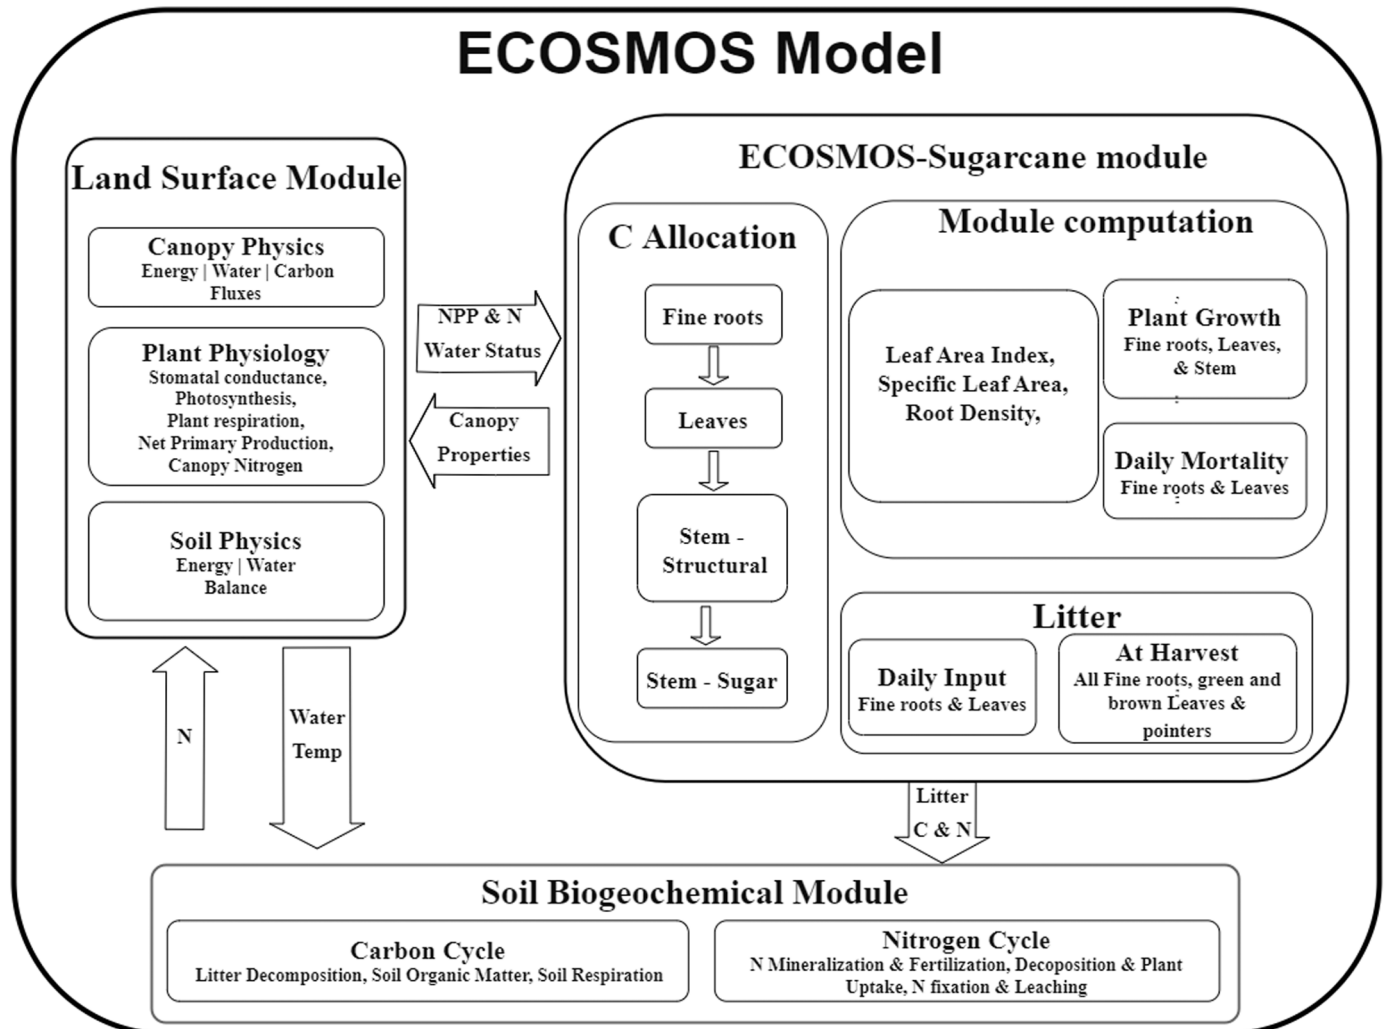 ECOSMOS Model
Land Surface Module
Canopy Physics
Energy | Water | Carbon
Fluxes
Plant Physiology
Stomatal conductance,
Photosynthesis,
Plant respiration,
Net Primary Production,
Canopy Nitrogen
Soil Physics
Energy | Water
Balance
NPP & N
Water Status
Canopy
Properties
ECOSMOS-Sugarcane module
C Allocation
Fine roots
Leaves
Stem -
Structural
Stem - Sugar
Module computation
Leaf Area Index,
Specific Leaf Area,
Root Density,
Plant Growth
Fine roots, Leaves,
& Stem
Daily Mortality
Fine roots & Leaves
Litter
Daily Input
Fine roots & Leaves
At Harvest
All Fine roots, green and
brown Leaves &
pointers
N
Water
Temp
Litter
C & N
Soil Biogeochemical Module
Carbon Cycle
Litter Decomposition, Soil Organic Matter, Soil Respiration
Nitrogen Cycle
N Mineralization & Fertilization, Decoposition & Plant
Uptake, N fixation & Leaching